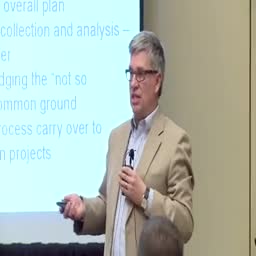 overall plan
collection and analysis –
er
dging the "not so
ommon ground
rocess carry over to
n projects